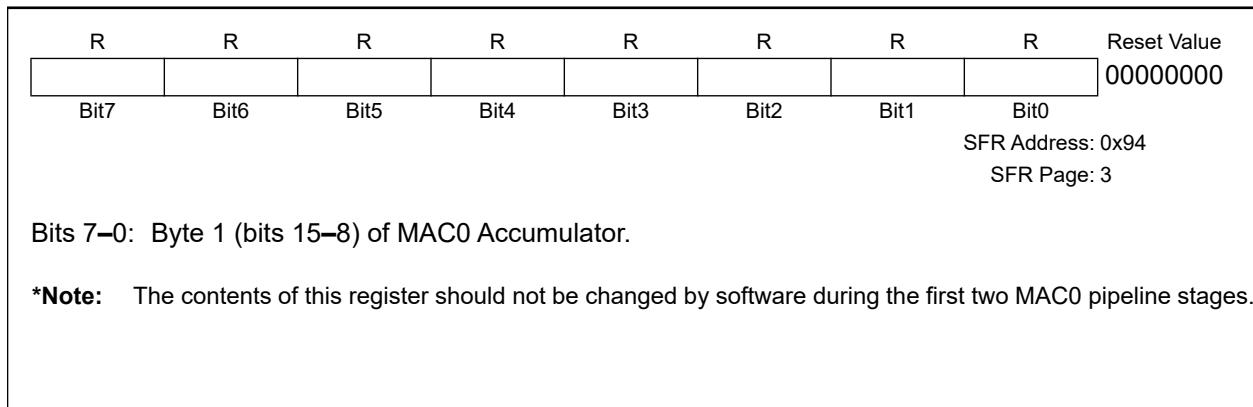 R R R R R R R R Reset Value
00000000
Bit7 Bit6 Bit5 Bit4 Bit3 Bit2 Bit1 Bit0
SFR Address: 0x94
SFR Page: 3
Bits 7–0: Byte 1 (bits 15–8) of MAC0 Accumulator.
*Note: The contents of this register should not be changed by software during the first two MAC0 pipeline stages.